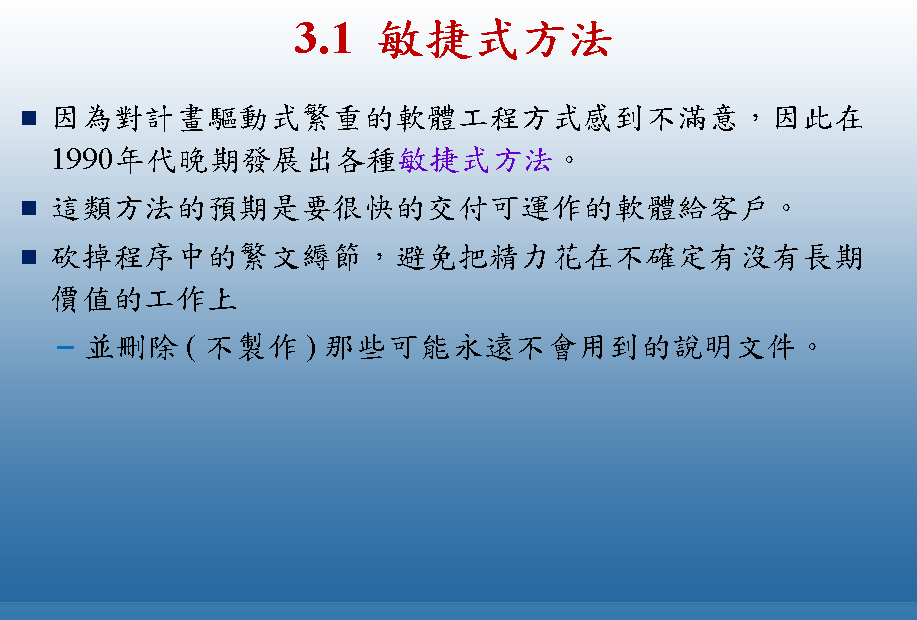 3.1 敏捷式方法
■ 因為對計畫驅動式繁重的軟體工程方式感到不滿意，因此在
1990年代晚期發展出各種敏捷式方法。
■ 這類方法的預期是要很快的交付可運作的軟體給客戶。
■ 砍掉程序中的繁文縟節，避免把精力花在不確定有沒有長期
價值的工作上
– 並刪除(不製作)那些可能永遠不會用到的說明文件。